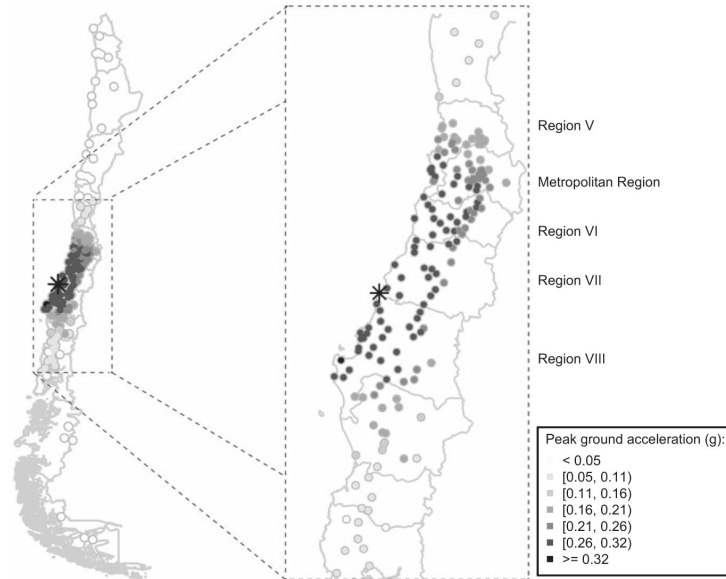 Region V
Metropolitan Region
Region VI
Region VII
Region VIII
Peak ground acceleration (g):
< 0.05
[0.05, 0.11)
[0.11, 0.16)
[0.16, 0.21)
[0.21, 0.26)
[0.26, 0.32)
>= 0.32